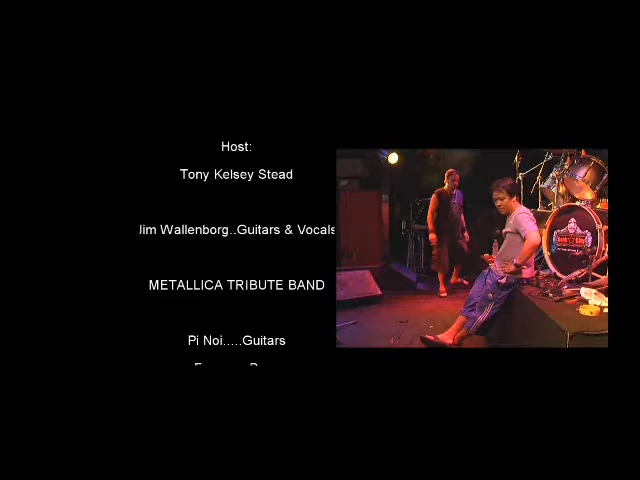 Host:
Tony Kelsey Stead
Jim Wallenborg..Guitars & Vocals
METALLICA TRIBUTE BAND
Pi Noi.....Guitars